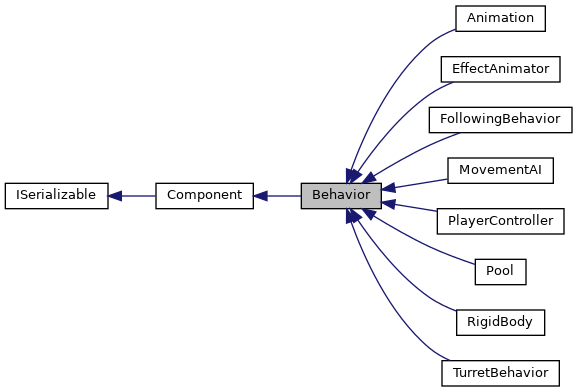 Animation
EffectAnimator
FollowingBehavior
MovementAI
ISerializable
Component
Behavior
PlayerController
Pool
RigidBody
TurretBehavior